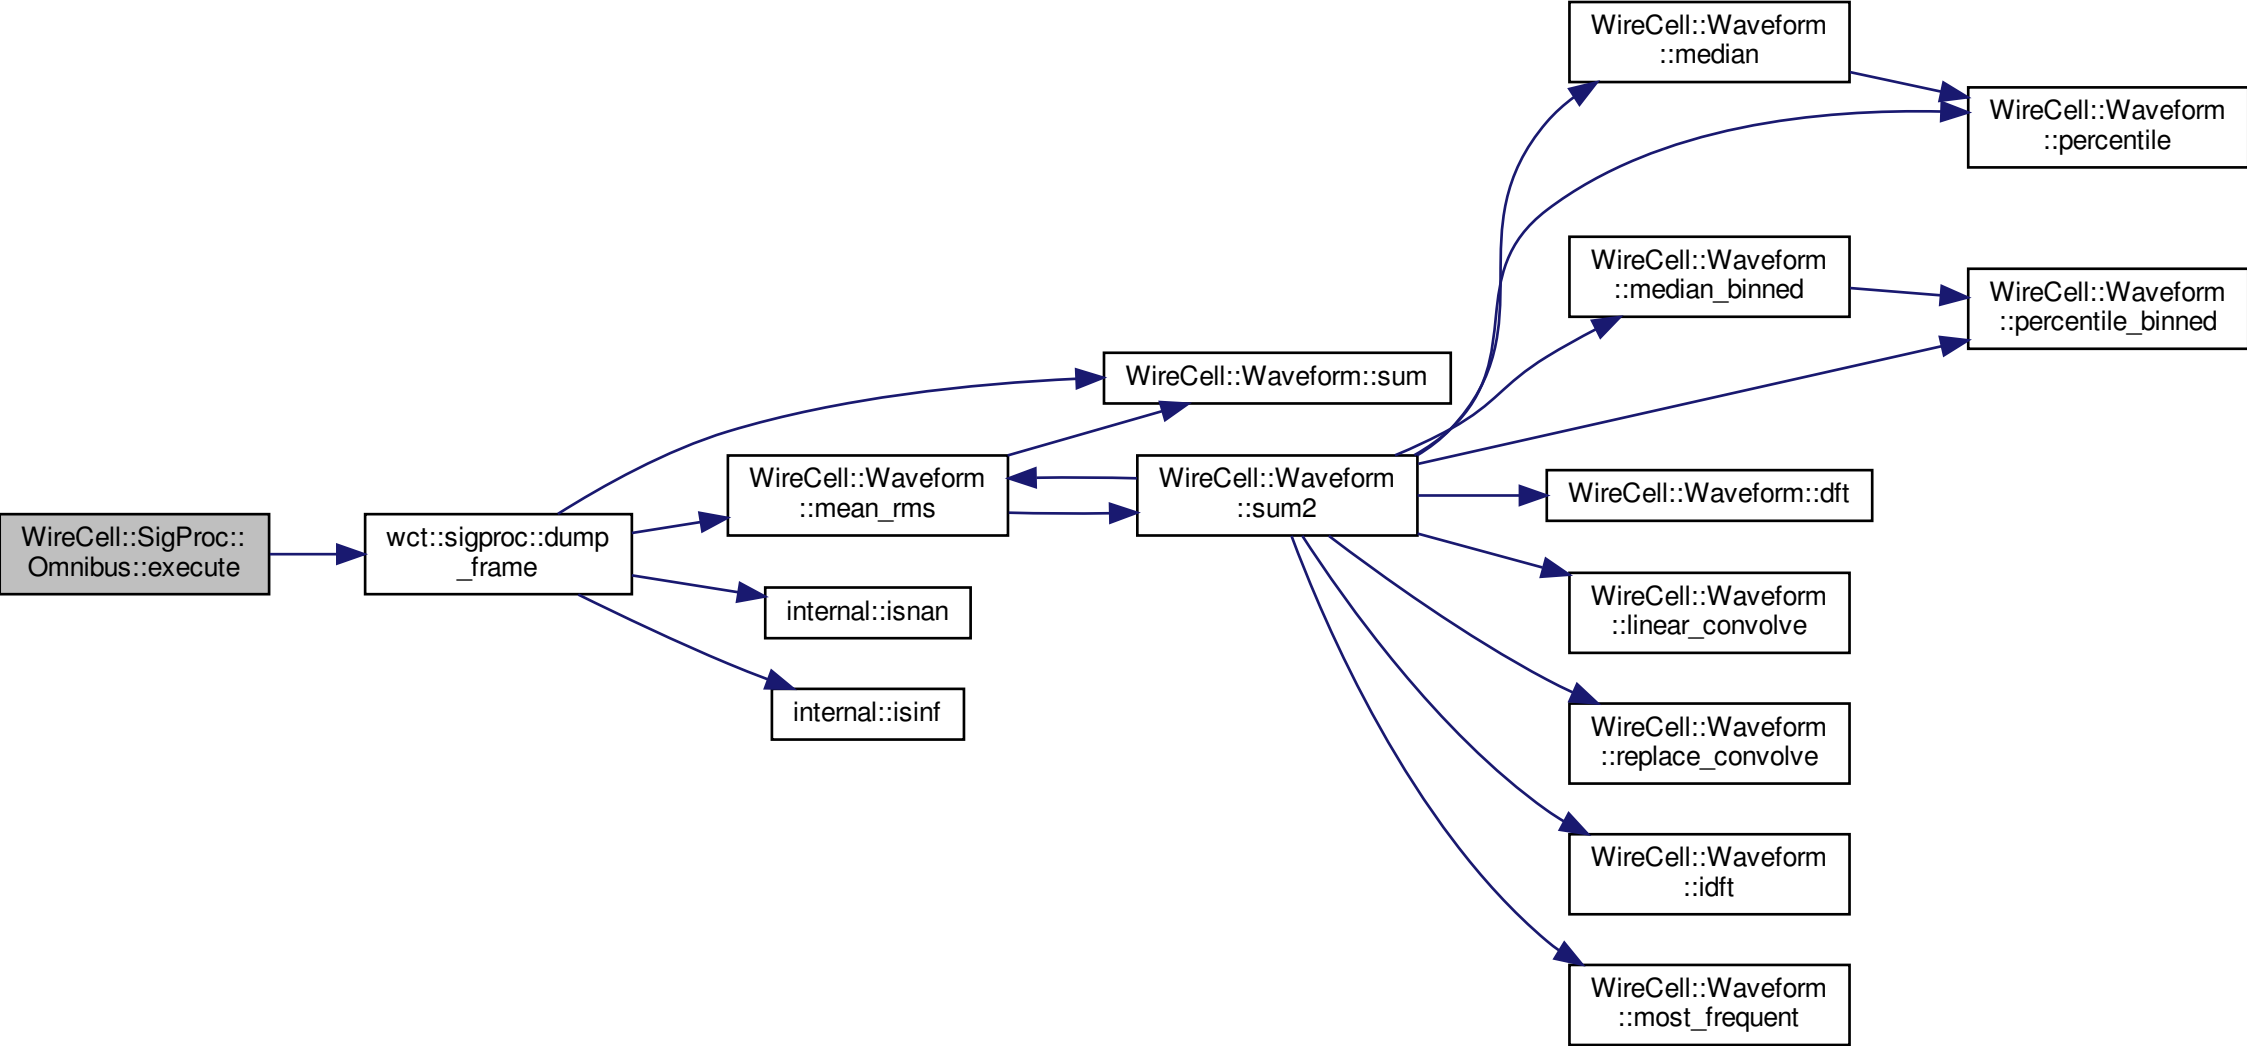 WireCell::SigProc::
Omnibus::execute
wct::sigproc::dump
_frame
WireCell::Waveform::sum
WireCell::Waveform
::mean_rms
internal::isnan
internal::isinf
WireCell::Waveform
::sum2
WireCell::Waveform
::median
WireCell::Waveform
::percentile
WireCell::Waveform
::median_binned
WireCell::Waveform
::percentile_binned
WireCell::Waveform::dft
WireCell::Waveform
::linear_convolve
WireCell::Waveform
::replace_convolve
WireCell::Waveform
::idft
WireCell::Waveform
::most_frequent